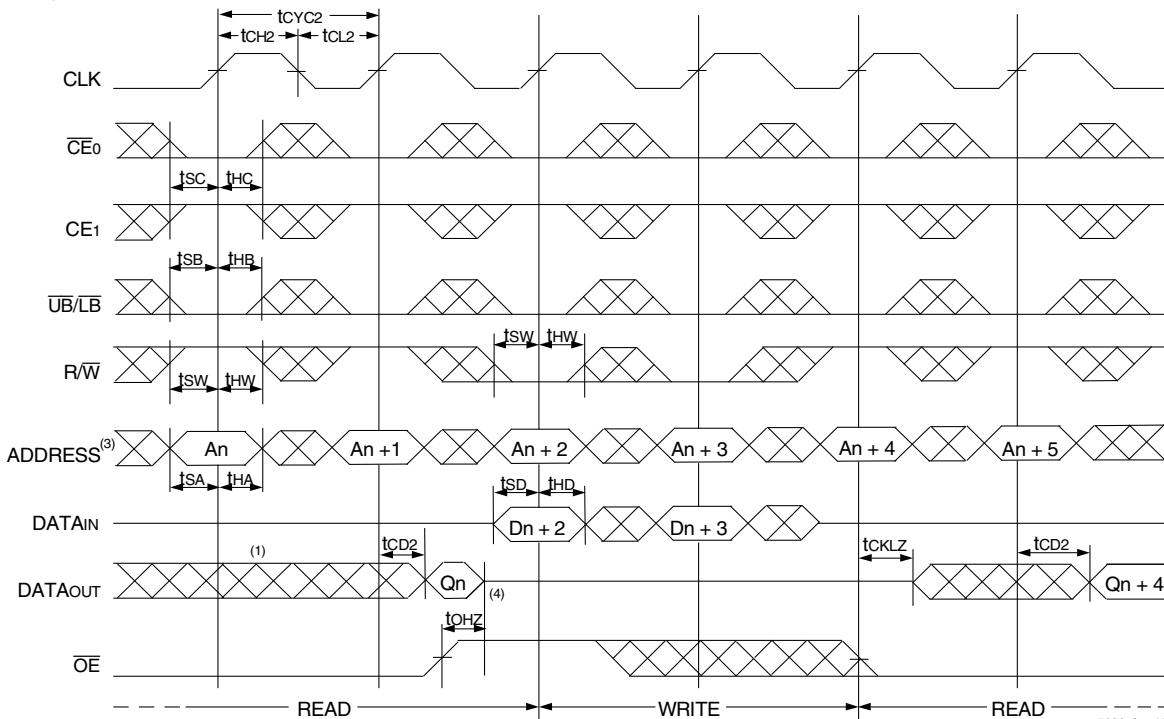 tCYC2
tCH2 tCL2
CLK
CE0
tSC tHC
CE1
tSB tHB
UB/LB
tSW tHW
R/W
tSW tHW
ADDRESS(3) An An +1 An + 2 An + 3 An + 4 An + 5
tSA tHA tSD tHD
DATAIN Dn + 2 Dn + 3
(1) tCD2 tCKLZ tCD2
DATAOUT Qn (4) Qn + 4
tOHZ
OE
READ WRITE READ